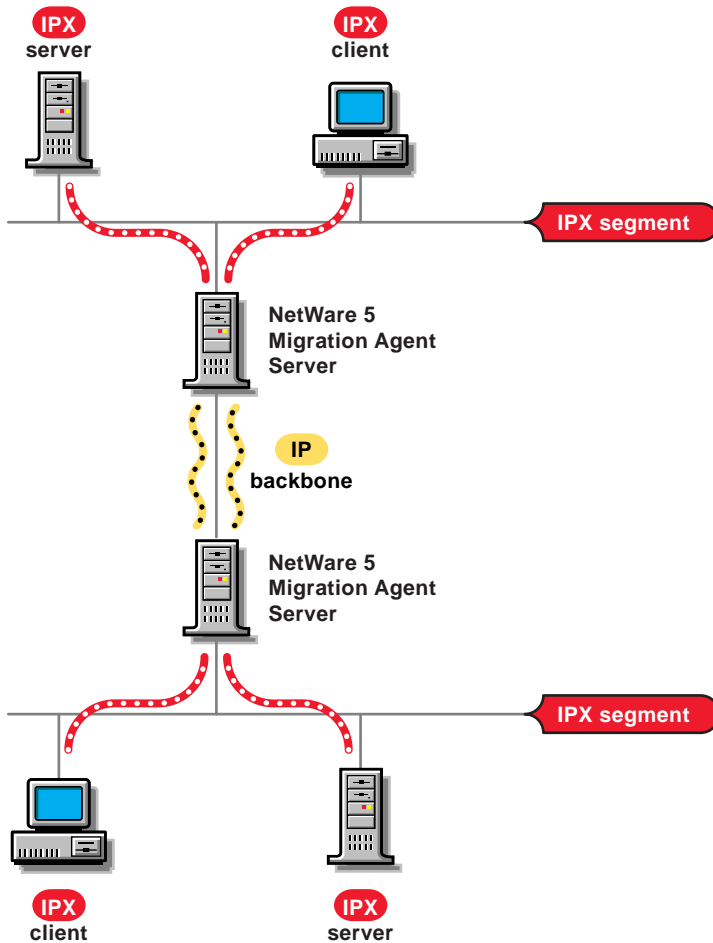 IPX
server
IPX
client
IPX segment
NetWare 5
Migration Agent
Server
IP
backbone
NetWare 5
Migration Agent
Server
IPX segment
IPX
client
IPX
server